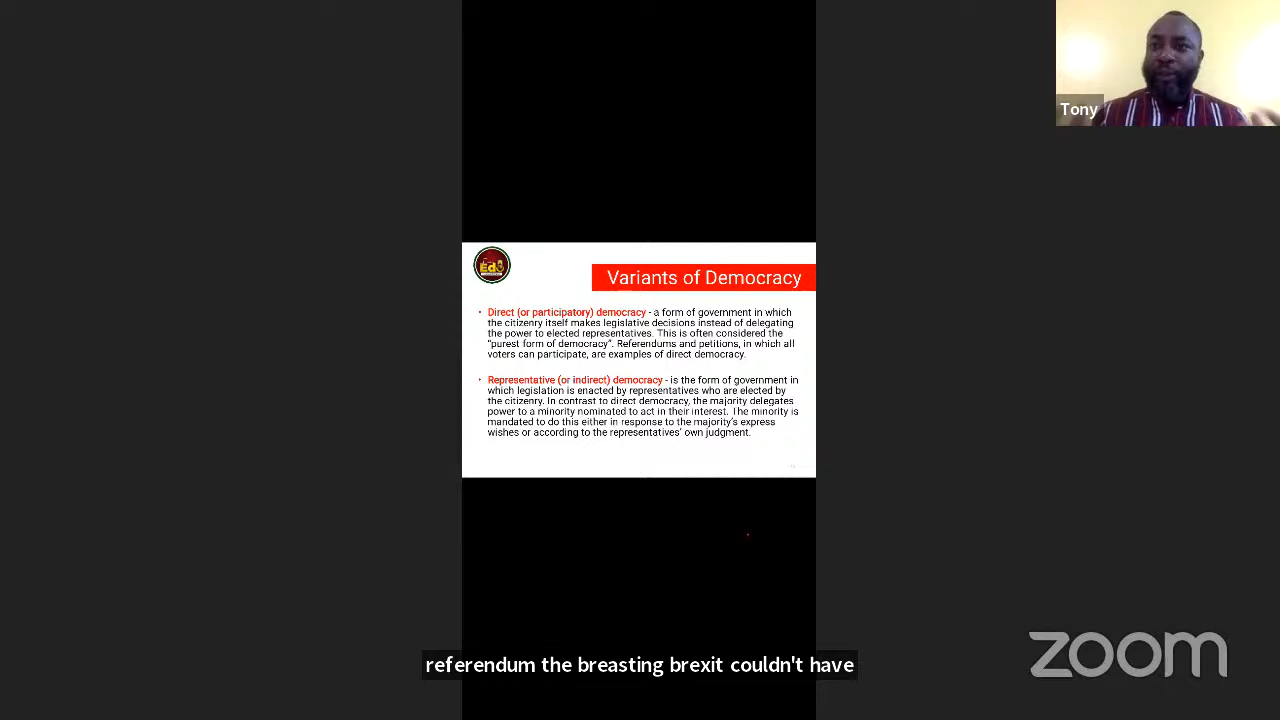 Tony
Edu
Variants of Democracy
• Direct (or participatory) democracy - a form of government in which
the citizenry itself makes legislative decisions instead of delegating
the power to elected representatives. This is often considered the
"purest form of democracy". Referendums and petitions, in which all
voters can participate, are examples of direct democracy.
• Representative (or indirect) democracy - is the form of government in
which legislation is enacted by representatives who are elected by
the citizenry. In contrast to direct democracy, the majority delegates
power to a minority nominated to act in their interest. The minority is
mandated to do this either in response to the majority's express
wishes or according to the representatives' own judgment.
referendum the breasting brexit couldn't have
zoom